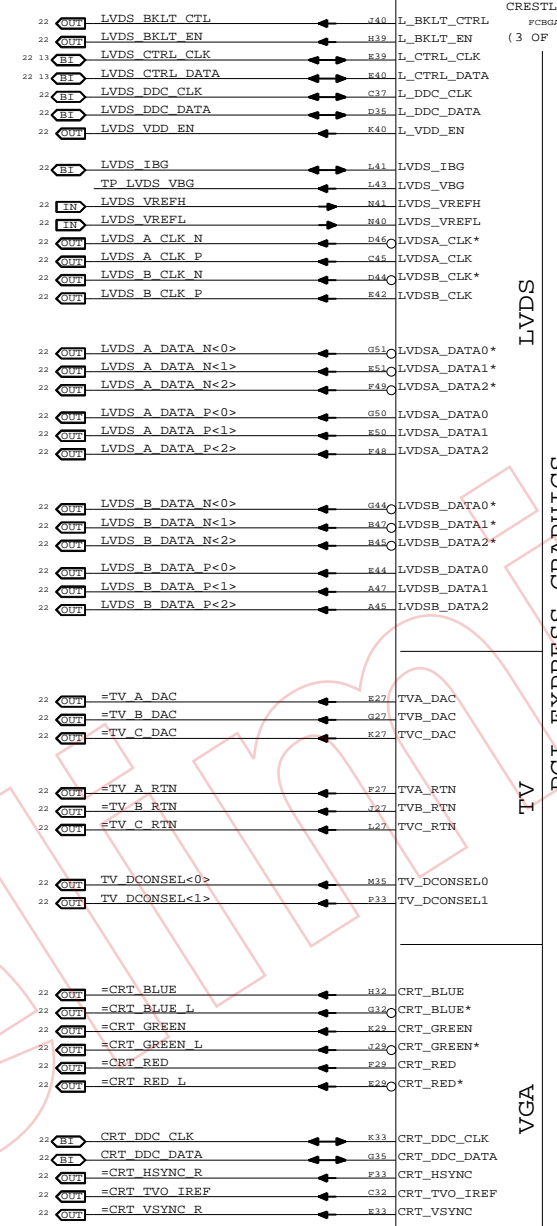 CRESTL
FCBGA
(3 OF
22 OUT LVDS_BKLT_CTL J40 L_BKLT_CTRL
22 OUT LVDS_BKLT_EN H39 L_BKLT_EN
22 13 BI LVDS_CTRL_CLK E39 L_CTRL_CLK
22 13 BI LVDS_CTRL_DATA E40 L_CTRL_DATA
22 BI LVDS_DDC_CLK C37 L_DDC_CLK
22 BI LVDS_DDC_DATA D35 L_DDC_DATA
22 OUT LVDS_VDD_EN K40 L_VDD_EN
22 BI LVDS_IBG L41 LVDS_IBG
TP_LVDS_VBG L43 LVDS_VBG
22 IN LVDS_VREFH N41 LVDS_VREFH
22 IN LVDS_VREFL N40 LVDS_VREFL
22 OUT LVDS_A_CLK_N D46 LVDSA_CLK*
22 OUT LVDS_A_CLK_P C45 LVDSA_CLK
22 OUT LVDS_B_CLK_N D44 LVDSB_CLK*
22 OUT LVDS_B_CLK_P E42 LVDSB_CLK
LVDS
22 OUT LVDS_A_DATA_N<0> G51 LVDSA_DATA0*
22 OUT LVDS_A_DATA_N<1> E51 LVDSA_DATA1*
22 OUT LVDS_A_DATA_N<2> F49 LVDSA_DATA2*
22 OUT LVDS_A_DATA_P<0> G50 LVDSA_DATA0
22 OUT LVDS_A_DATA_P<1> E50 LVDSA_DATA1
22 OUT LVDS_A_DATA_P<2> F48 LVDSA_DATA2
22 OUT LVDS_B_DATA_N<0> G44 LVDSB_DATA0*
22 OUT LVDS_B_DATA_N<1> B47 LVDSB_DATA1*
22 OUT LVDS_B_DATA_N<2> B45 LVDSB_DATA2*
22 OUT LVDS_B_DATA_P<0> E44 LVDSB_DATA0
22 OUT LVDS_B_DATA_P<1> A47 LVDSB_DATA1
22 OUT LVDS_B_DATA_P<2> A45 LVDSB_DATA2
PCI EXPRESS GRAPHICS
22 OUT =TV_A_DAC E27 TVA_DAC
22 OUT =TV_B_DAC G27 TVB_DAC
22 OUT =TV_C_DAC K27 TVC_DAC
22 OUT =TV_A_RTN F27 TVA_RTN
22 OUT =TV_B_RTN J27 TVB_RTN
22 OUT =TV_C_RTN L27 TVC_RTN
TV
22 OUT TV_DCONSEL<0> M35 TV_DCONSEL0
22 OUT TV_DCONSEL<1> P33 TV_DCONSEL1
22 OUT =CRT_BLUE H32 CRT_BLUE
22 OUT =CRT_BLUE_L G32 CRT_BLUE*
22 OUT =CRT_GREEN K29 CRT_GREEN
22 OUT =CRT_GREEN_L J29 CRT_GREEN*
22 OUT =CRT_RED F29 CRT_RED
22 OUT =CRT_RED_L E29 CRT_RED*
VGA
22 BI CRT_DDC_CLK K33 CRT_DDC_CLK
22 BI CRT_DDC_DATA G35 CRT_DDC_DATA
22 OUT =CRT_HSYNC_R F33 CRT_HSYNC
22 OUT =CRT_TVO_IREF C32 CRT_TVO_IREF
22 OUT =CRT_VSYNC_R E33 CRT_VSYNC